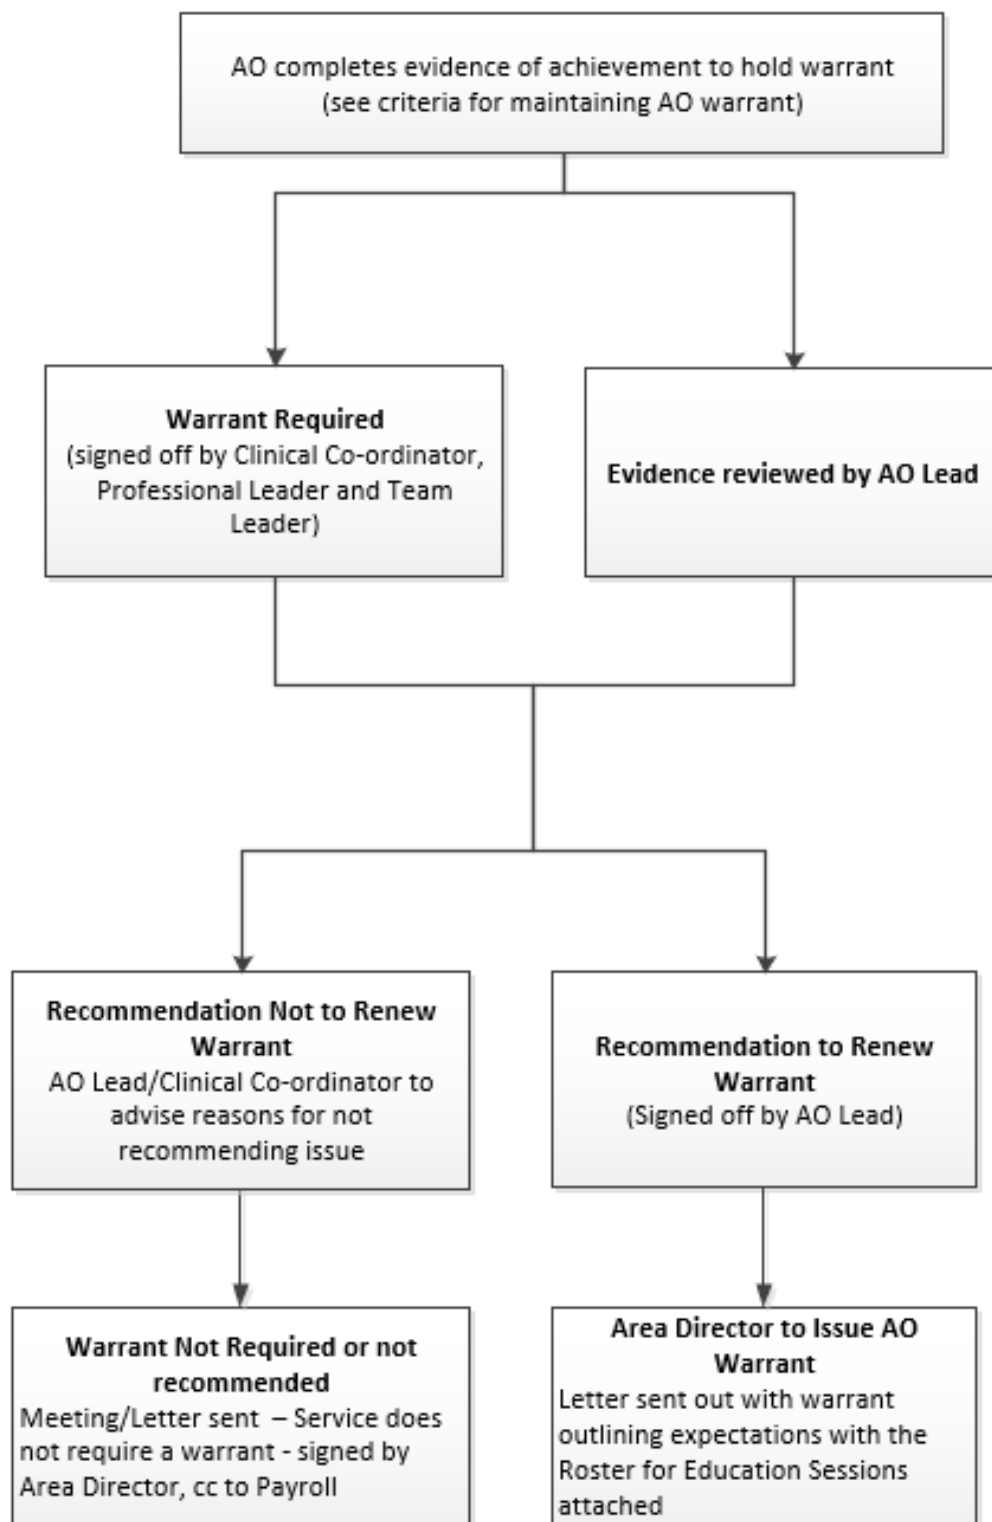 AO completes evidence of achievement to hold warrant
(see criteria for maintaining AO warrant)
Warrant Required
(signed off by Clinical Co-ordinator,
Professional Leader and Team
Leader)
Evidence reviewed by AO Lead
Recommendation Not to Renew
Warrant
AO Lead/Clinical Co-ordinator to
advise reasons for not
recommending issue
Recommendation to Renew
Warrant
(Signed off by AO Lead)
Warrant Not Required or not
recommended
Meeting/Letter sent – Service does
not require a warrant - signed by
Area Director, cc to Payroll
Area Director to Issue AO
Warrant
Letter sent out with warrant
outlining expectations with the
Roster for Education Sessions
attached